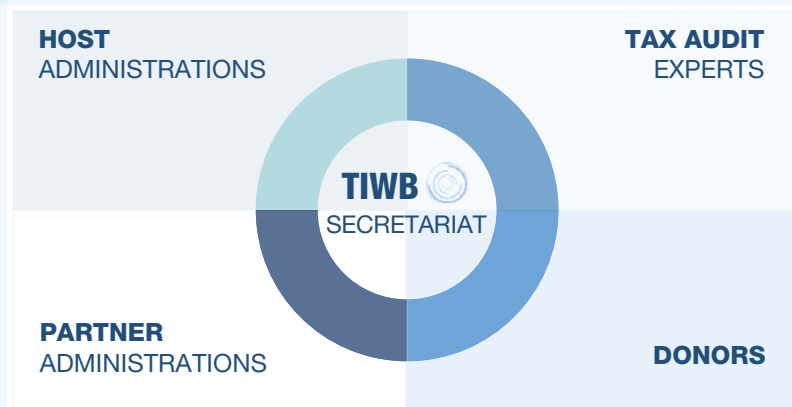 HOST
ADMINISTRATIONS
TAX AUDIT
EXPERTS
TIWB
SECRETARIAT
PARTNER
ADMINISTRATIONS
DONORS